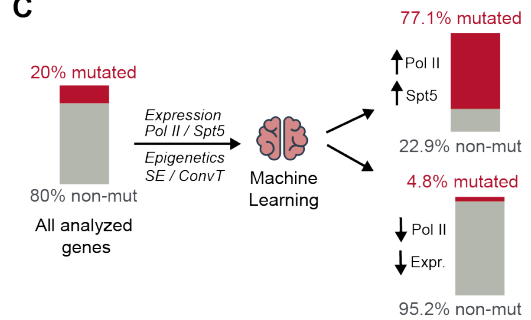 C
20% mutated
80% non-mut
All analyzed
genes
Expression
Pol II / Spt5
Epigenetics
SE / ConvT
Machine
Learning
77.1% mutated
Pol II
Spt5
22.9% non-mut
4.8% mutated
Pol II
Expr.
95.2% non-mut